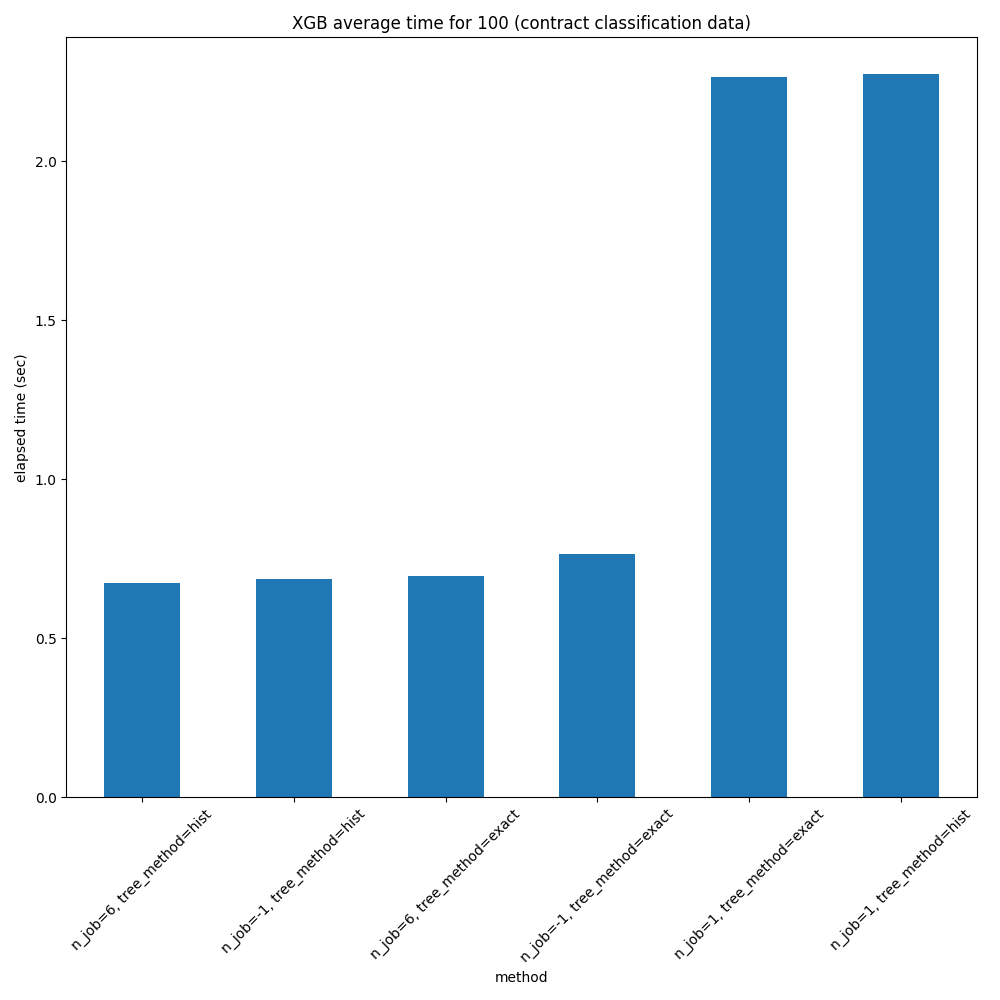 XGB average time for 100 (contract classification data)
elapsed time (sec)
2.0
1.5
1.0
0.5
0.0
n_job=6, tree_method=hist
n_job=-1, tree_method=hist
n_job=6, tree_method=exact
n_job=-1, tree_method=exact
n_job=1, tree_method=exact
n_job=1, tree_method=hist
method